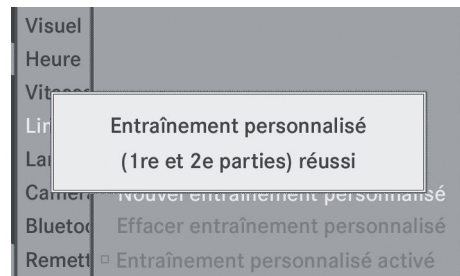 Visuel
Heure
Entraînement personnalisé
(1re et 2e parties) réussi
Nouvel entraînement personnalisé
Effacer entraînement personnalisé
Entraînement personnalisé activé